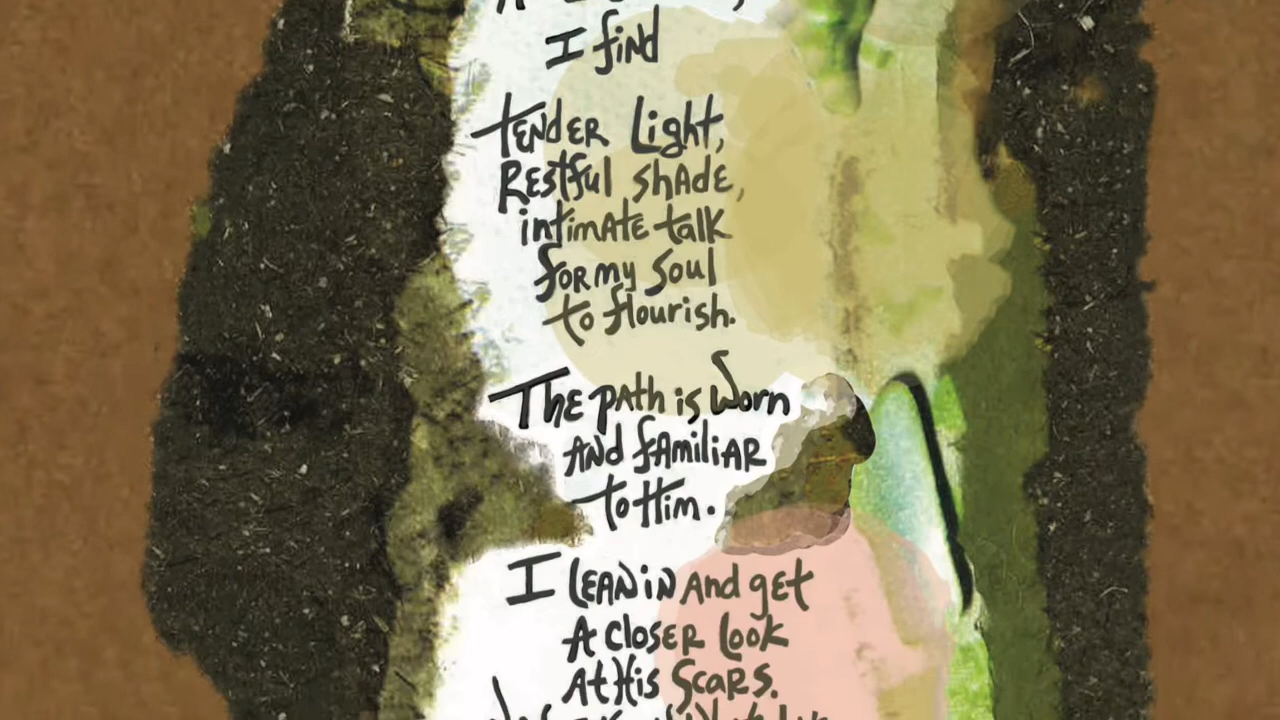 I find
tender light,
Restful shade,
intimate talk
for my soul
to flourish.
The path is worn
and familiar
to Him.
I lean in and get
a closer look
at His scars.